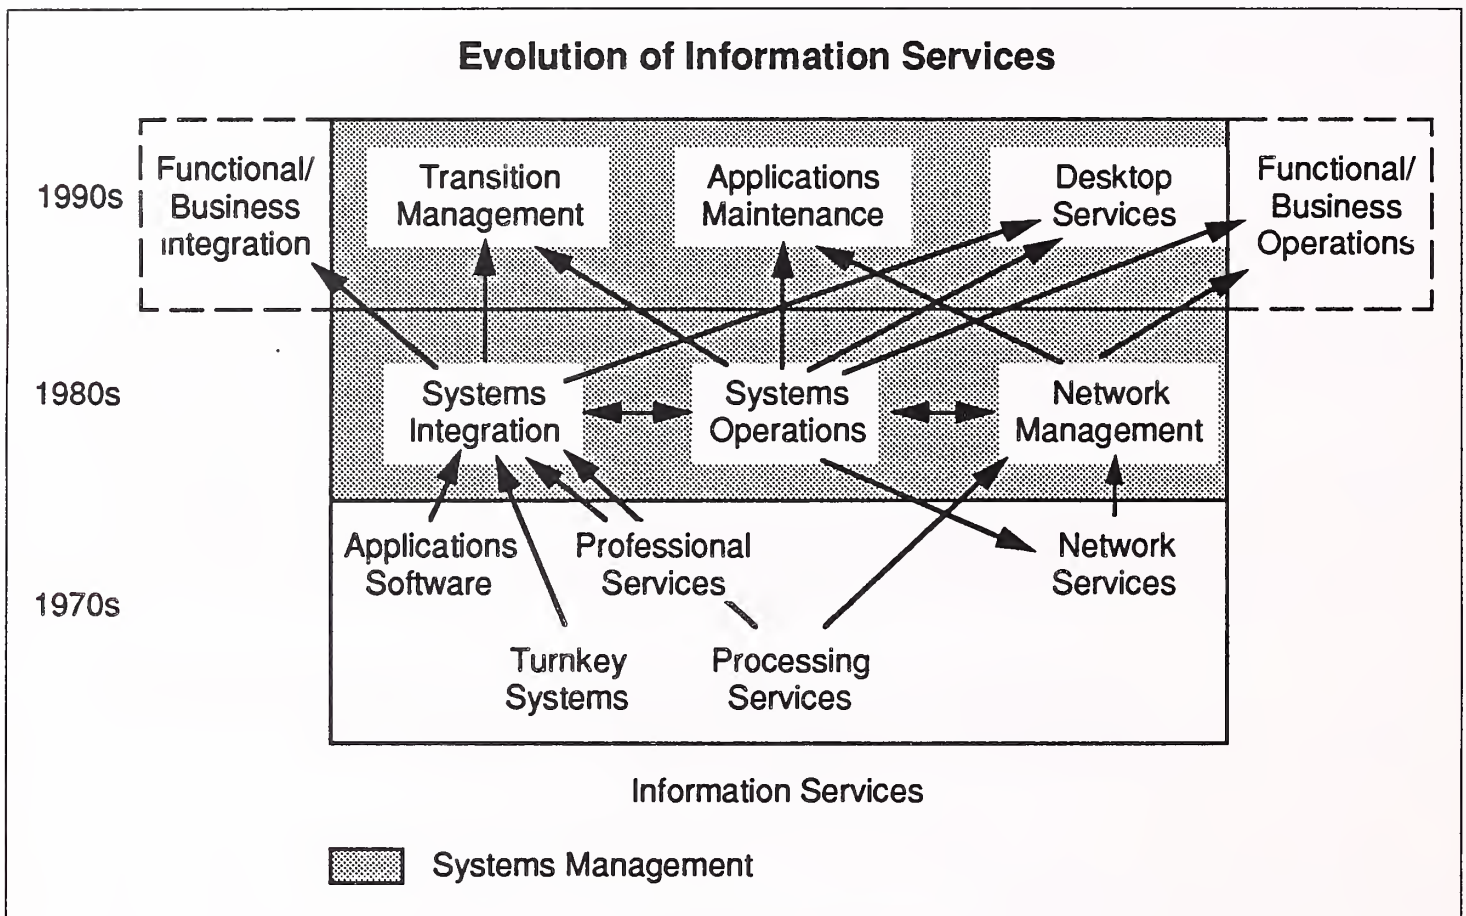 Evolution of Information Services
1990s
Functional/
Business
Integration
Transition
Management
Applications
Maintenance
Desktop
Services
Functional/
Business
Operations
1980s
Systems
Integration
Systems
Operations
Network
Management
1970s
Applications
Software
Professional
Services
Network
Services
Turnkey
Systems
Processing
Services
Information Services
Systems Management